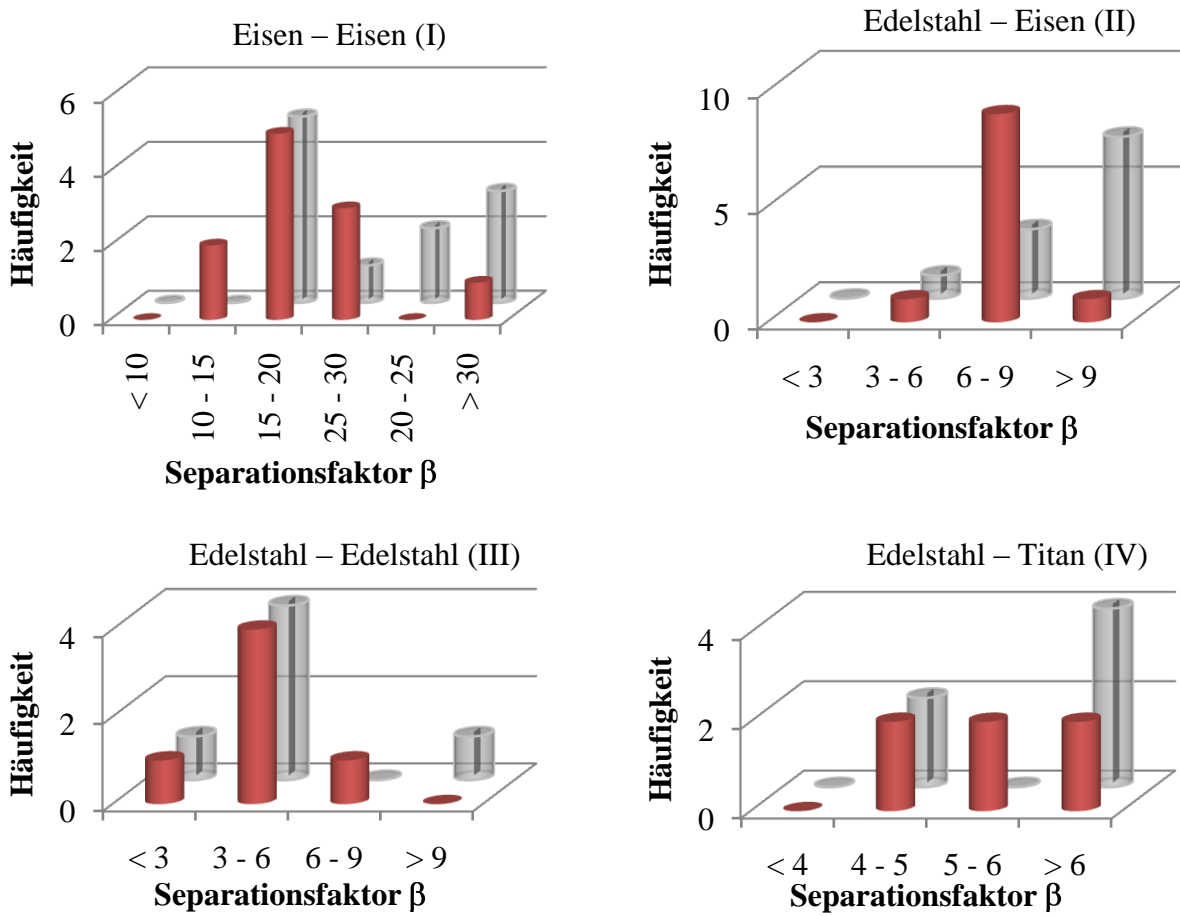 Eisen – Eisen (I)
Häufigkeit
6
4
2
0
< 10
10 - 15
15 - 20
25 - 30
20 - 25
> 30
Separationsfaktor β
Edelstahl – Eisen (II)
Häufigkeit
10
5
0
< 3
3 - 6
6 - 9
> 9
Separationsfaktor β
Edelstahl – Edelstahl (III)
Häufigkeit
4
2
0
< 3
3 - 6
6 - 9
> 9
Separationsfaktor β
Edelstahl – Titan (IV)
Häufigkeit
4
2
0
< 4
4 - 5
5 - 6
> 6
Separationsfaktor β